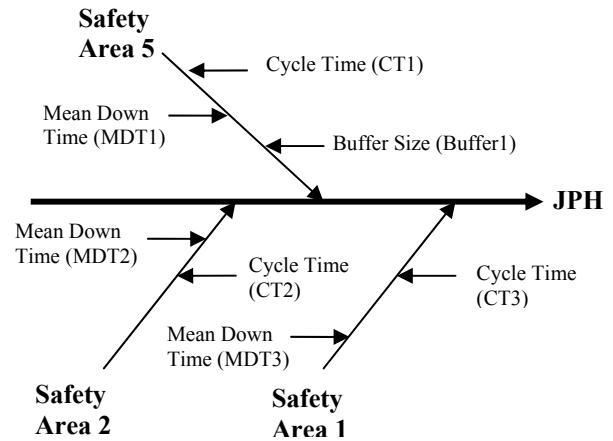 Safety
Area 5
Cycle Time (CT1)
Mean Down
Time (MDT1)
Buffer Size (Buffer1)
JPH
Mean Down
Time (MDT2)
Cycle Time
(CT2)
Cycle Time
(CT3)
Mean Down
Time (MDT3)
Safety
Area 2
Safety
Area 1